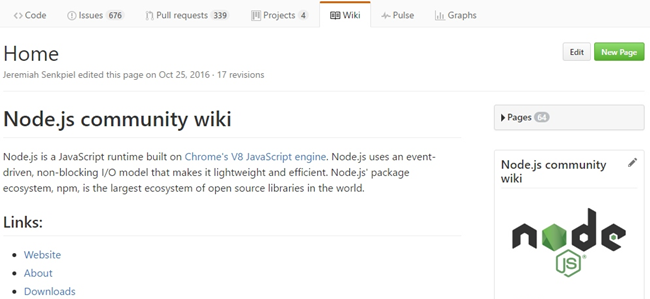 Code Issues 676 Pull requests 339 Projects 4 Wiki Pulse Graphs
Home
Edit New Page
Jeremiah Senkpiel edited this page on Oct 25, 2016 · 17 revisions
Node.js community wiki
Node.js is a JavaScript runtime built on Chrome's V8 JavaScript engine. Node.js uses an event-
driven, non-blocking I/O model that makes it lightweight and efficient. Node.js' package
ecosystem, npm, is the largest ecosystem of open source libraries in the world.
Links:
Website
About
Downloads
Pages 64
Node.js community
wiki
node
JS®